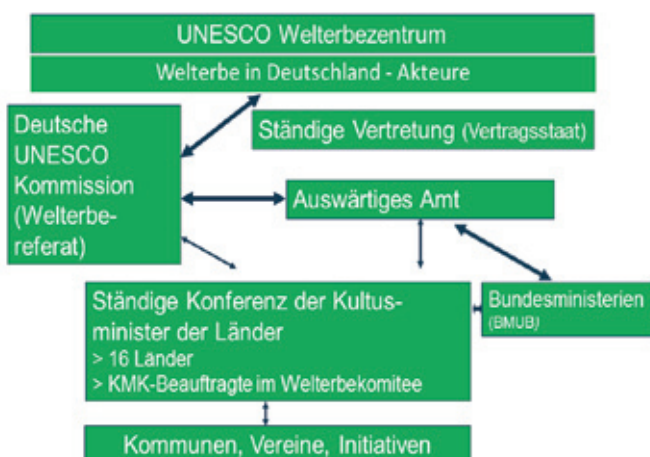 UNESCO Welterbezentrum
Welterbe in Deutschland - Akteure
Deutsche
UNESCO
Kommission
(Welterbe-
referat)
Ständige Vertretung (Vertragsstaat)
Auswärtiges Amt
Ständige Konferenz der Kultus-
minister der Länder
> 16 Länder
> KMK-Beauftragte im Welterbekomitee
Bundesministerien
(BMUB)
Kommunen, Vereine, Initiativen